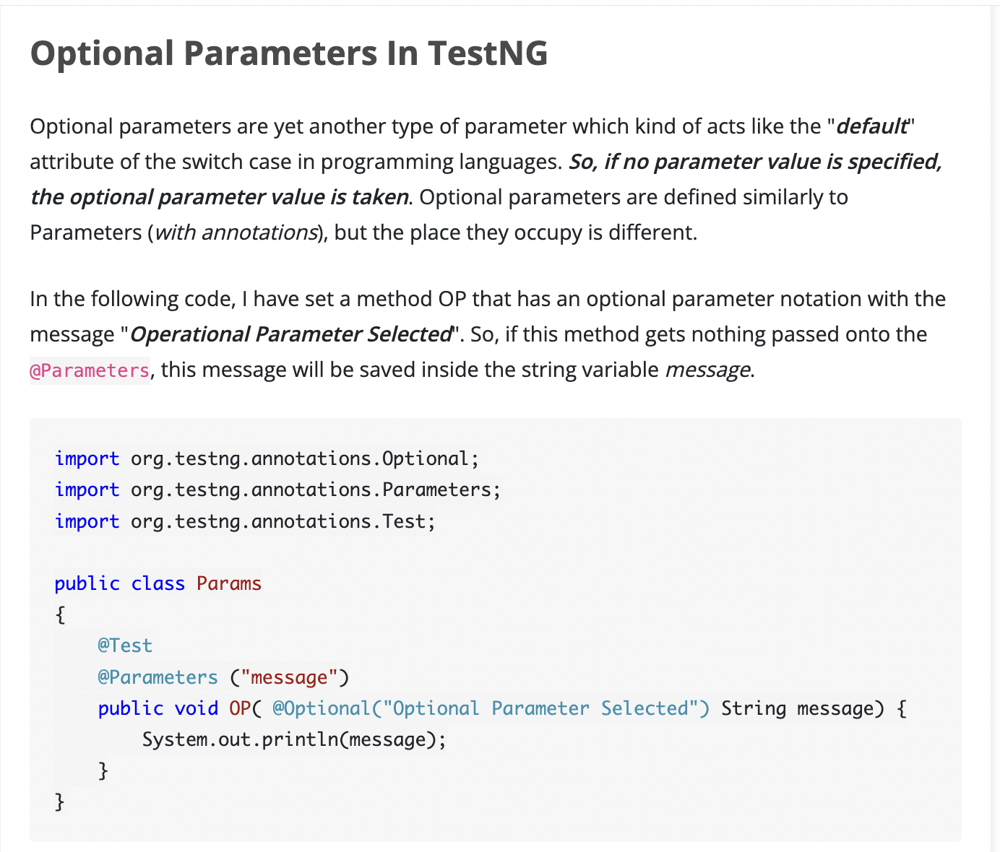 Optional Parameters In TestNG
Optional parameters are yet another type of parameter which kind of acts like the "default"
attribute of the switch case in programming languages. So, if no parameter value is specified,
the optional parameter value is taken. Optional parameters are defined similarly to
Parameters (with annotations), but the place they occupy is different.
In the following code, I have set a method OP that has an optional parameter notation with the
message "Operational Parameter Selected". So, if this method gets nothing passed onto the
@Parameters, this message will be saved inside the string variable message.
import org.testng.annotations.Optional;
import org.testng.annotations.Parameters;
import org.testng.annotations.Test;
public class Params
{
    @Test
    @Parameters ("message")
    public void OP( @Optional("Optional Parameter Selected") String message) {
        System.out.println(message);
    }
}